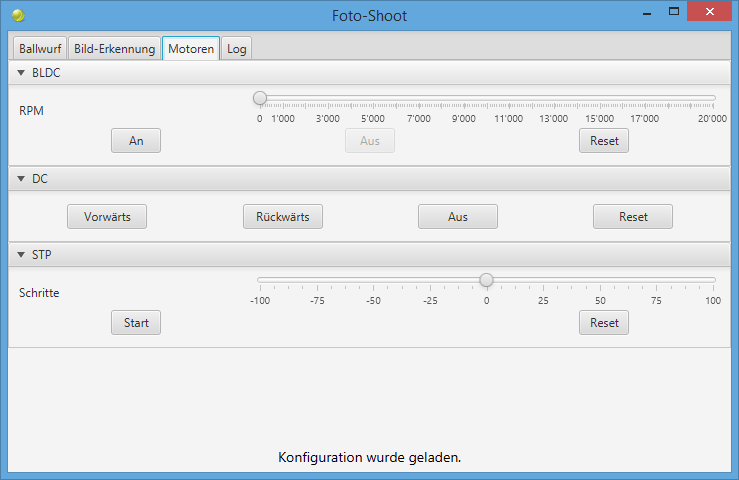 Foto-Shoot
Ballwurf Bild-Erkennung Motoren Log
BLDC
RPM
0 1'000 3'000 5'000 7'000 9'000 11'000 13'000 15'000 17'000 20'000
An Aus Reset
DC
Vorwärts Rückwärts Aus Reset
STP
Schritte
-100 -75 -50 -25 0 25 50 75 100
Start Reset
Konfiguration wurde geladen.